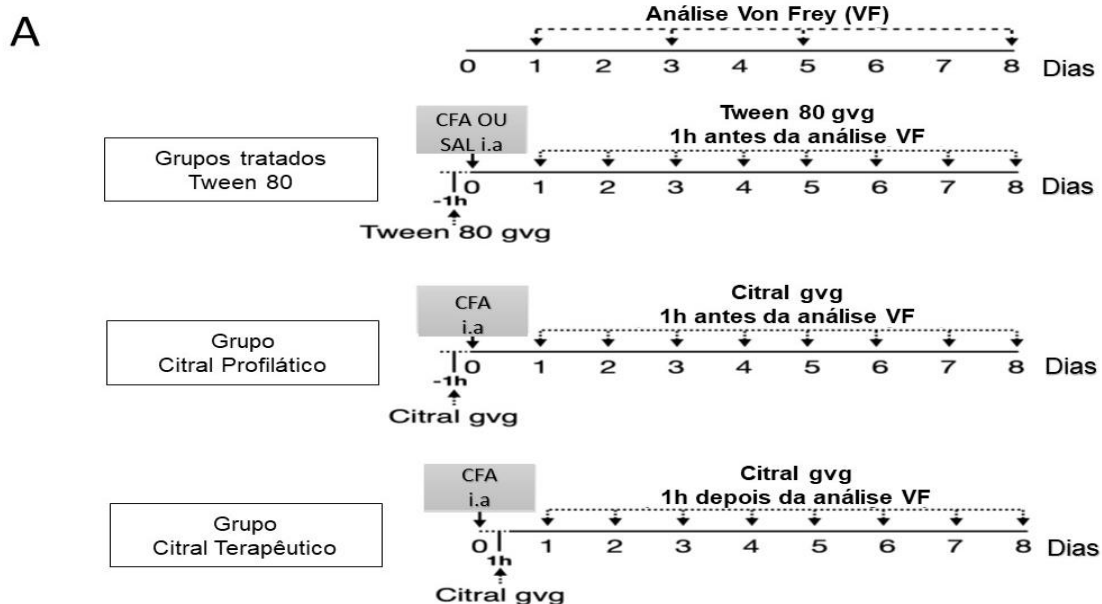 A
Análise Von Frey (VF)
0 1 2 3 4 5 6 7 8 Dias
CFA OU
SAL i.a
Tween 80 gvg
1h antes da análise VF
Grupos tratados
Tween 80
0 1 2 3 4 5 6 7 8 Dias
-1h
Tween 80 gvg
CFA
i.a
Citral gvg
1h antes da análise VF
Grupo
Citral Profilático
0 1 2 3 4 5 6 7 8 Dias
-1h
Citral gvg
CFA
i.a
Citral gvg
1h depois da análise VF
Grupo
Citral Terapêutico
0 1 2 3 4 5 6 7 8 Dias
1h
Citral gvg